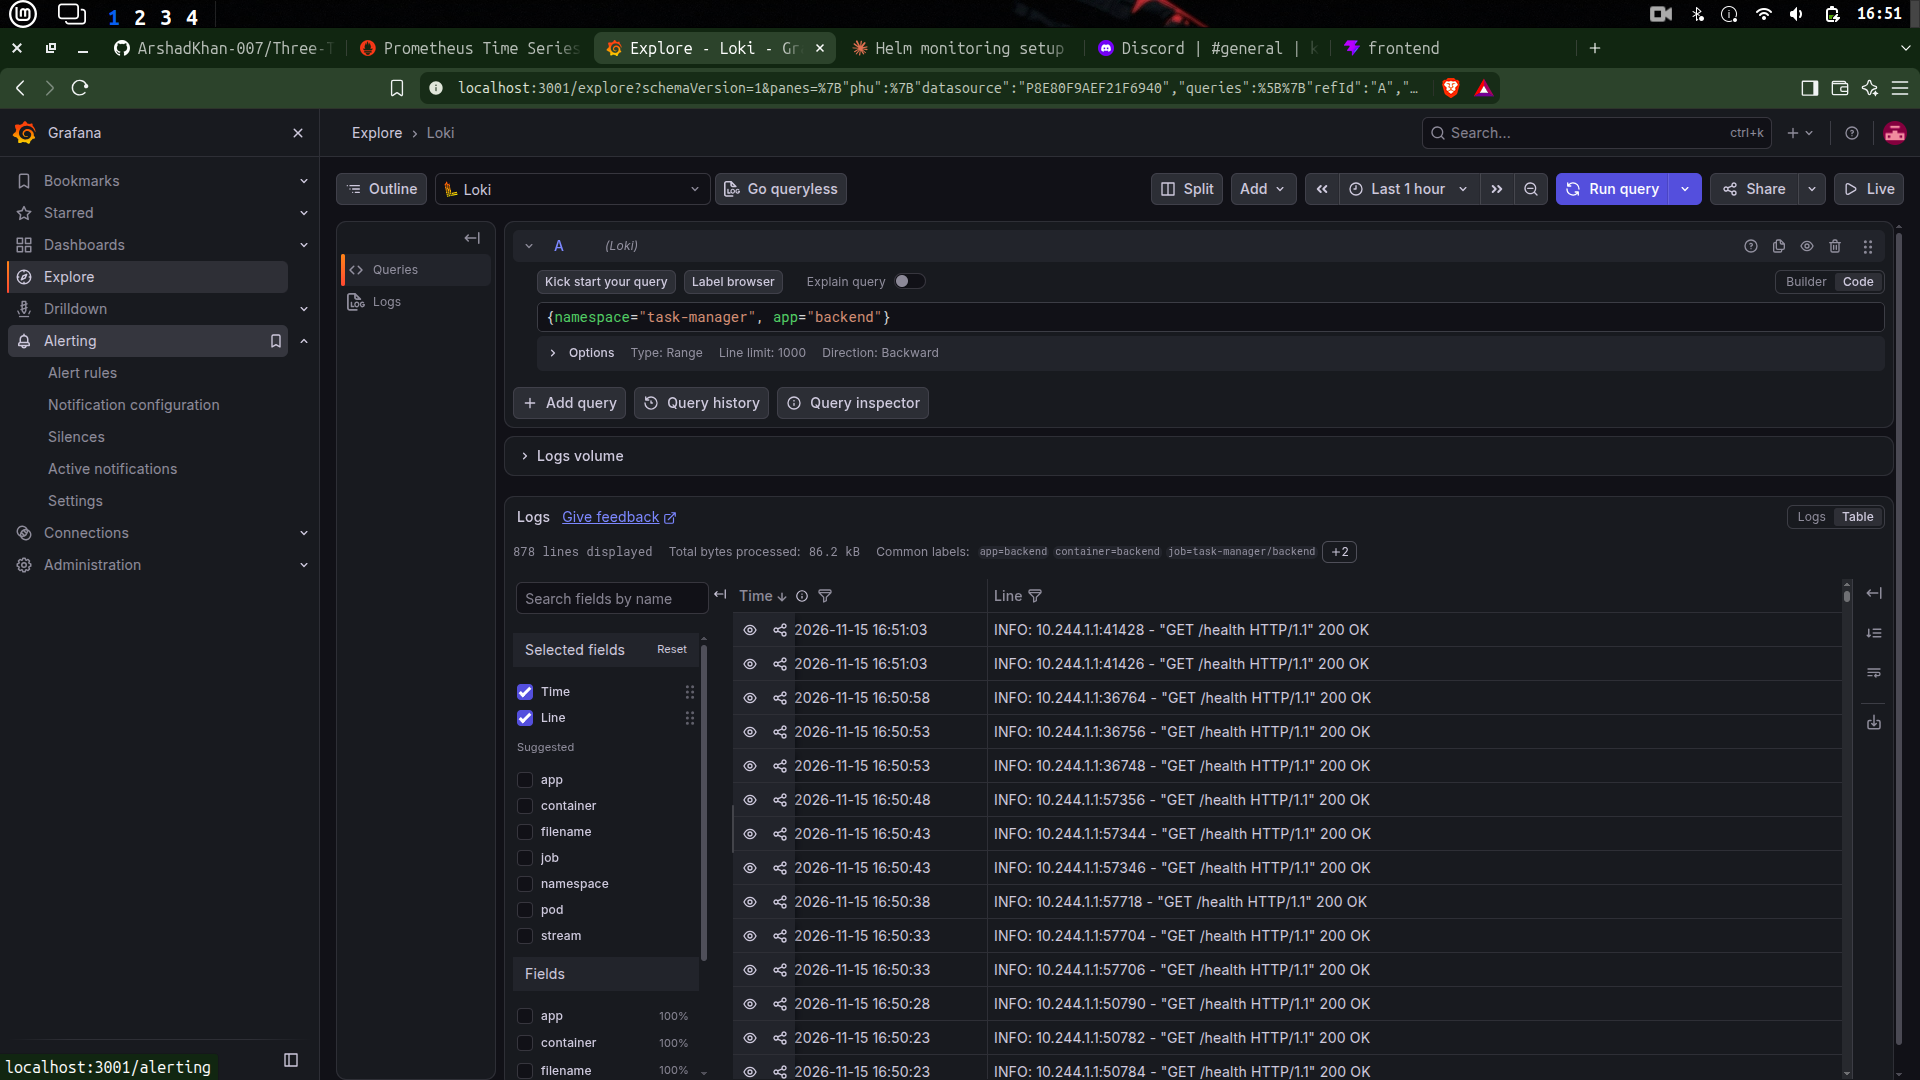 1 2 3 4
16:51
ArshadKhan-007/Three-T
Prometheus Time Series
Explore - Loki - Gr
Helm monitoring setup
Discord | #general | k
frontend
localhost:3001/explore?schemaVersion=1&panes=%7B"phu":%7B"datasource":"P8E80F9AEF21F6940","queries":%5B%7B"refId":"A","...
Grafana
Explore › Loki
Search...
ctrl+k
Bookmarks
Starred
Dashboards
Explore
Drilldown
Alerting
Alert rules
Notification configuration
Silences
Active notifications
Settings
Connections
Administration
localhost:3001/alerting
Outline
Loki
Go queryless
Split
Add
Last 1 hour
Run query
Share
Live
Queries
LOG Logs
A (Loki)
Kick start your query
Label browser
Explain query
Builder Code
{namespace="task-manager", app="backend"}
Options Type: Range Line limit: 1000 Direction: Backward
Add query
Query history
Query inspector
Logs volume
Logs Give feedback
Logs Table
878 lines displayed Total bytes processed: 86.2 kB Common labels: app=backend container=backend job=task-manager/backend +2
Search fields by name
Selected fields Reset
Time
Line
Suggested
app
container
filename
job
namespace
pod
stream
Fields
app 100%
container 100%
filename 100%
Time Line
2026-11-15 16:51:03 INFO: 10.244.1.1:41428 - "GET /health HTTP/1.1" 200 OK
2026-11-15 16:51:03 INFO: 10.244.1.1:41426 - "GET /health HTTP/1.1" 200 OK
2026-11-15 16:50:58 INFO: 10.244.1.1:36764 - "GET /health HTTP/1.1" 200 OK
2026-11-15 16:50:53 INFO: 10.244.1.1:36756 - "GET /health HTTP/1.1" 200 OK
2026-11-15 16:50:53 INFO: 10.244.1.1:36748 - "GET /health HTTP/1.1" 200 OK
2026-11-15 16:50:48 INFO: 10.244.1.1:57356 - "GET /health HTTP/1.1" 200 OK
2026-11-15 16:50:43 INFO: 10.244.1.1:57344 - "GET /health HTTP/1.1" 200 OK
2026-11-15 16:50:43 INFO: 10.244.1.1:57346 - "GET /health HTTP/1.1" 200 OK
2026-11-15 16:50:38 INFO: 10.244.1.1:57718 - "GET /health HTTP/1.1" 200 OK
2026-11-15 16:50:33 INFO: 10.244.1.1:57704 - "GET /health HTTP/1.1" 200 OK
2026-11-15 16:50:33 INFO: 10.244.1.1:57706 - "GET /health HTTP/1.1" 200 OK
2026-11-15 16:50:28 INFO: 10.244.1.1:50790 - "GET /health HTTP/1.1" 200 OK
2026-11-15 16:50:23 INFO: 10.244.1.1:50782 - "GET /health HTTP/1.1" 200 OK
2026-11-15 16:50:23 INFO: 10.244.1.1:50784 - "GET /health HTTP/1.1" 200 OK